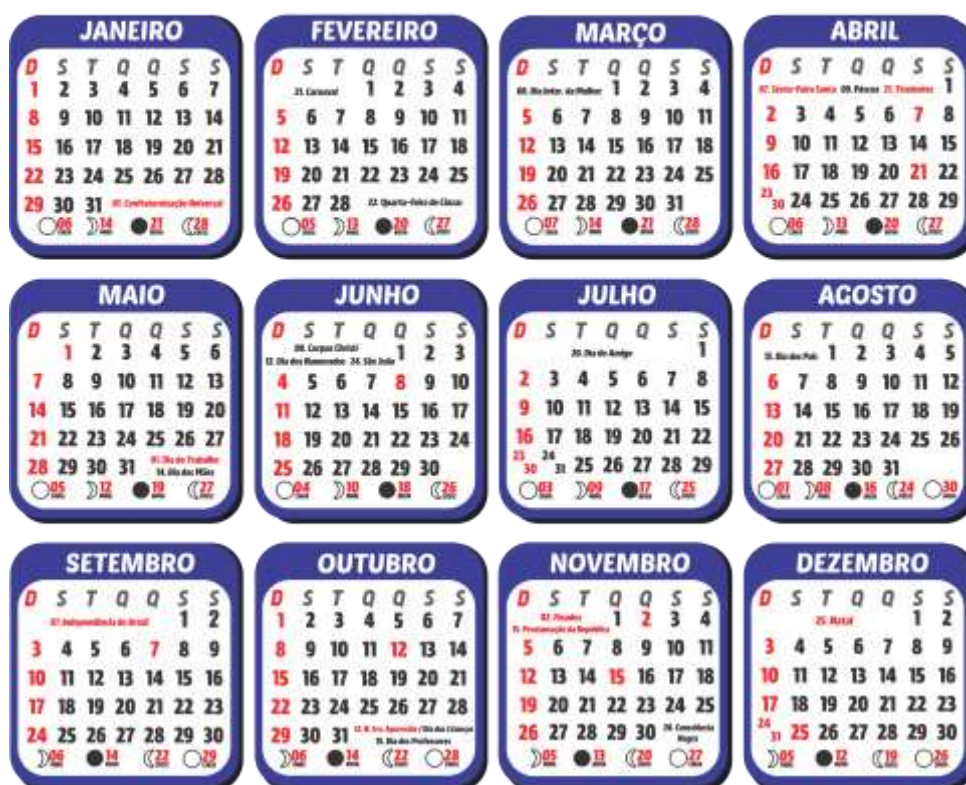 JANEIRO
D S T Q Q S S
1 2 3 4 5 6 7
8 9 10 11 12 13 14
15 16 17 18 19 20 21
22 23 24 25 26 27 28
29 30 31 01. Confraternização Universal
06 14 21 28
FEVEREIRO
D S T Q Q S S
21. Carnaval 1 2 3 4
5 6 7 8 9 10 11
12 13 14 15 16 17 18
19 20 21 22 23 24 25
26 27 28 22. Quarta-feira de Cinzas
05 13 20 27
MARÇO
D S T Q Q S S
08. Dia Inter. da Mulher 1 2 3 4
5 6 7 8 9 10 11
12 13 14 15 16 17 18
19 20 21 22 23 24 25
26 27 28 29 30 31
07 14 21 28
ABRIL
D S T Q Q S S
07. Sexta-Feira Santa 09. Páscoa 21. Tiradentes 1
2 3 4 5 6 7 8
9 10 11 12 13 14 15
16 17 18 19 20 21 22
23 30 24 25 26 27 28 29
06 13 20 27
MAIO
D S T Q Q S S
1 2 3 4 5 6
7 8 9 10 11 12 13
14 15 16 17 18 19 20
21 22 23 24 25 26 27
28 29 30 31 01. Dia do Trabalho
14. Dia das Mães
05 12 19 27
JUNHO
D S T Q Q S S
08. Corpus Christi
12. Dia dos Namorados 24. São João 1 2 3
4 5 6 7 8 9 10
11 12 13 14 15 16 17
18 19 20 21 22 23 24
25 26 27 28 29 30
04 10 18 26
JULHO
D S T Q Q S S
20. Dia do Amigo 1
2 3 4 5 6 7 8
9 10 11 12 13 14 15
16 17 18 19 20 21 22
23 30 24 31 25 26 27 28 29
03 09 17 25
AGOSTO
D S T Q Q S S
13. Dia dos Pais 1 2 3 4 5
6 7 8 9 10 11 12
13 14 15 16 17 18 19
20 21 22 23 24 25 26
27 28 29 30 31
01 08 16 24 30
SETEMBRO
D S T Q Q S S
07. Independência do Brasil 1 2
3 4 5 6 7 8 9
10 11 12 13 14 15 16
17 18 19 20 21 22 23
24 25 26 27 28 29 30
06 14 22 29
OUTUBRO
D S T Q Q S S
1 2 3 4 5 6 7
8 9 10 11 12 13 14
15 16 17 18 19 20 21
22 23 24 25 26 27 28
29 30 31 12. N. Sra. Aparecida / Dia das Crianças
15. Dia dos Professores
06 14 22 28
NOVEMBRO
D S T Q Q S S
02. Finados 1 2 3 4
15. Proclamação da República
5 6 7 8 9 10 11
12 13 14 15 16 17 18
19 20 21 22 23 24 25
26 27 28 29 30 20. Consciência Negra
05 13 20 27
DEZEMBRO
D S T Q Q S S
25. Natal 1 2
3 4 5 6 7 8 9
10 11 12 13 14 15 16
17 18 19 20 21 22 23
24 31 25 26 27 28 29 30
05 12 19 26